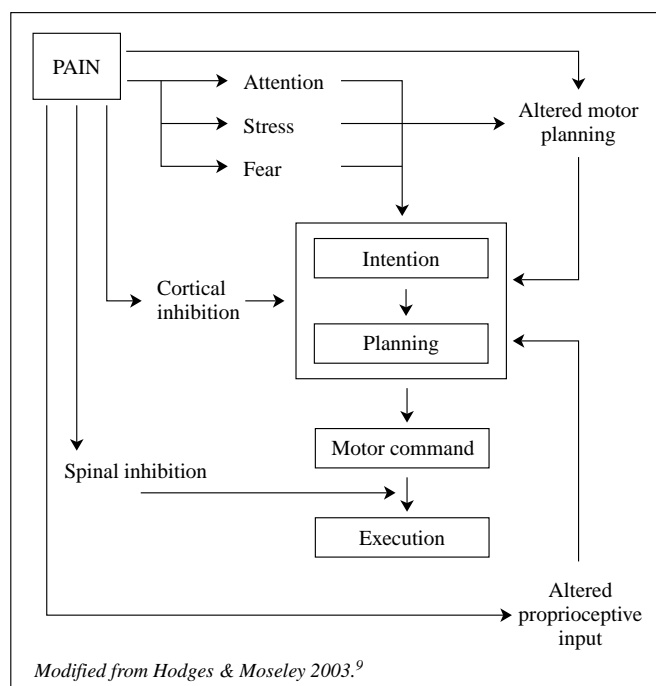 PAIN
Attention
Stress
Fear
Altered motor
planning
Intention
Cortical
inhibition
Planning
Motor command
Spinal inhibition
Execution
Altered
proprioceptive
input
Modified from Hodges & Moseley 2003.⁹